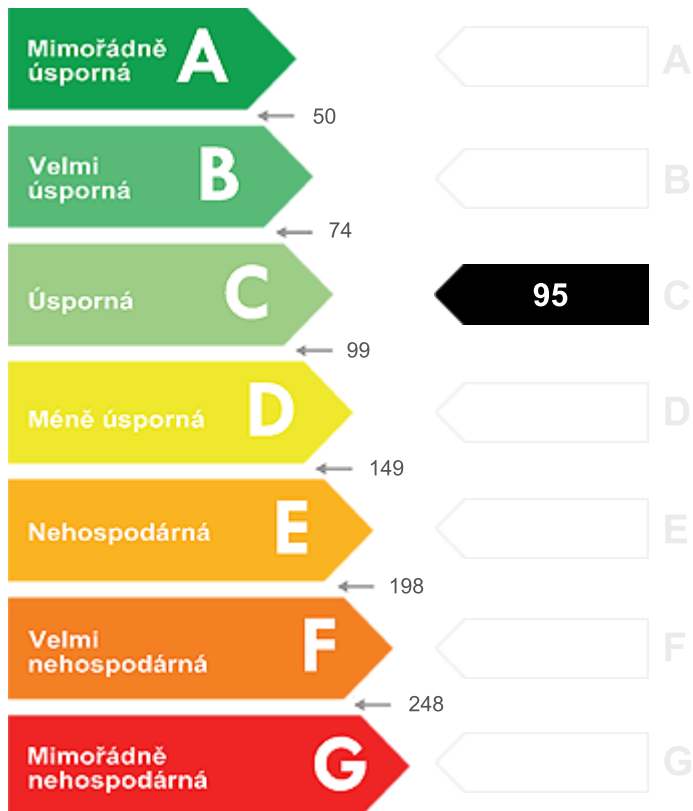 Mimořádně
úsporná
A
A
50
Velmi
úsporná
B
B
74
Úsporná
C
95
C
99
Méně úsporná
D
D
149
Nehospodárná
E
E
198
Velmi
nehospodárná
F
F
248
Mimořádně
nehospodárná
G
G